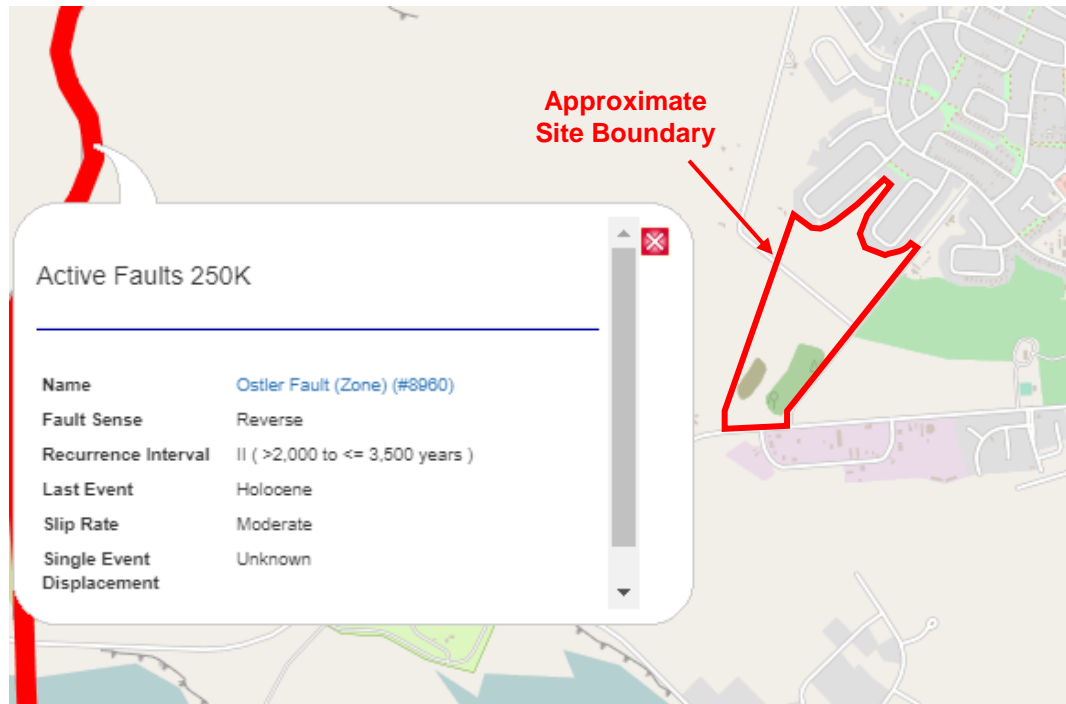 Approximate
Site Boundary
Active Faults 250K
Name Ostler Fault (Zone) (#8960)
Fault Sense Reverse
Recurrence Interval II ( >2,000 to <= 3,500 years )
Last Event Holocene
Slip Rate Moderate
Single Event Unknown
Displacement